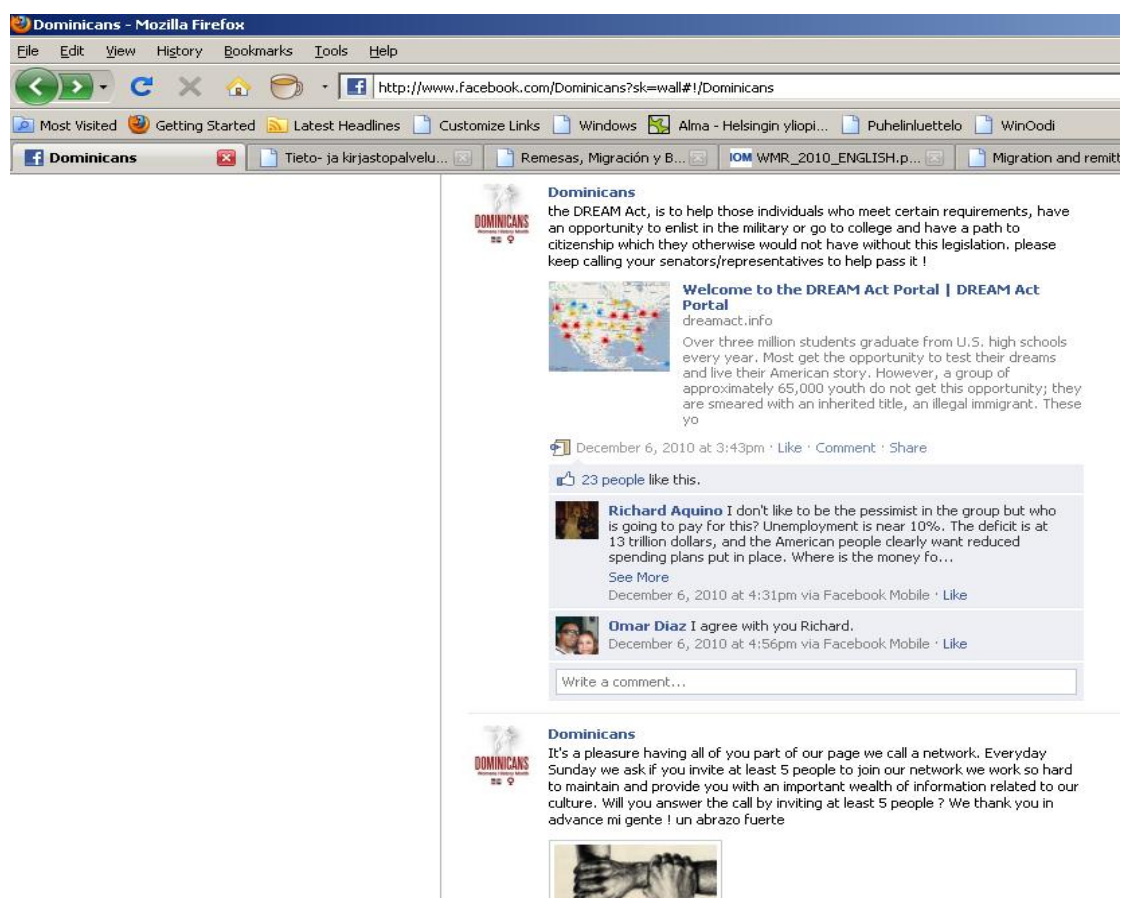 Dominicans - Mozilla Firefox
File Edit View History Bookmarks Tools Help
http://www.facebook.com/Dominicans?sk=wall#!/Dominicans
Most Visited Getting Started Latest Headlines Customize Links Windows Alma - Helsingin yliopi... Puhelinluettelo WinOodi
Dominicans Tieto- ja kirjastopalvelu... Remesas, Migración y B... IOM WMR_2010_ENGLISH.p... Migration and remitt
Dominicans
the DREAM Act, is to help those individuals who meet certain requirements, have
an opportunity to enlist in the military or go to college and have a path to
citizenship which they otherwise would not have without this legislation. please
keep calling your senators/representatives to help pass it !
DOMINICANS
Welcome to the DREAM Act Portal | DREAM Act
Portal
dreamact.info
Over three million students graduate from U.S. high schools
every year. Most get the opportunity to test their dreams
and live their American story. However, a group of
approximately 65,000 youth do not get this opportunity; they
are smeared with an inherited title, an illegal immigrant. These
yo
December 6, 2010 at 3:43pm · Like · Comment · Share
23 people like this.
Richard Aquino I don't like to be the pessimist in the group but who
is going to pay for this? Unemployment is near 10%. The deficit is at
13 trillion dollars, and the American people clearly want reduced
spending plans put in place. Where is the money fo...
See More
December 6, 2010 at 4:31pm via Facebook Mobile · Like
Omar Diaz I agree with you Richard.
December 6, 2010 at 4:56pm via Facebook Mobile · Like
Write a comment...
Dominicans
It's a pleasure having all of you part of our page we call a network. Everyday
Sunday we ask if you invite at least 5 people to join our network we work so hard
to maintain and provide you with an important wealth of information related to our
culture. Will you answer the call by inviting at least 5 people ? We thank you in
advance mi gente ! un abrazo fuerte
DOMINICANS